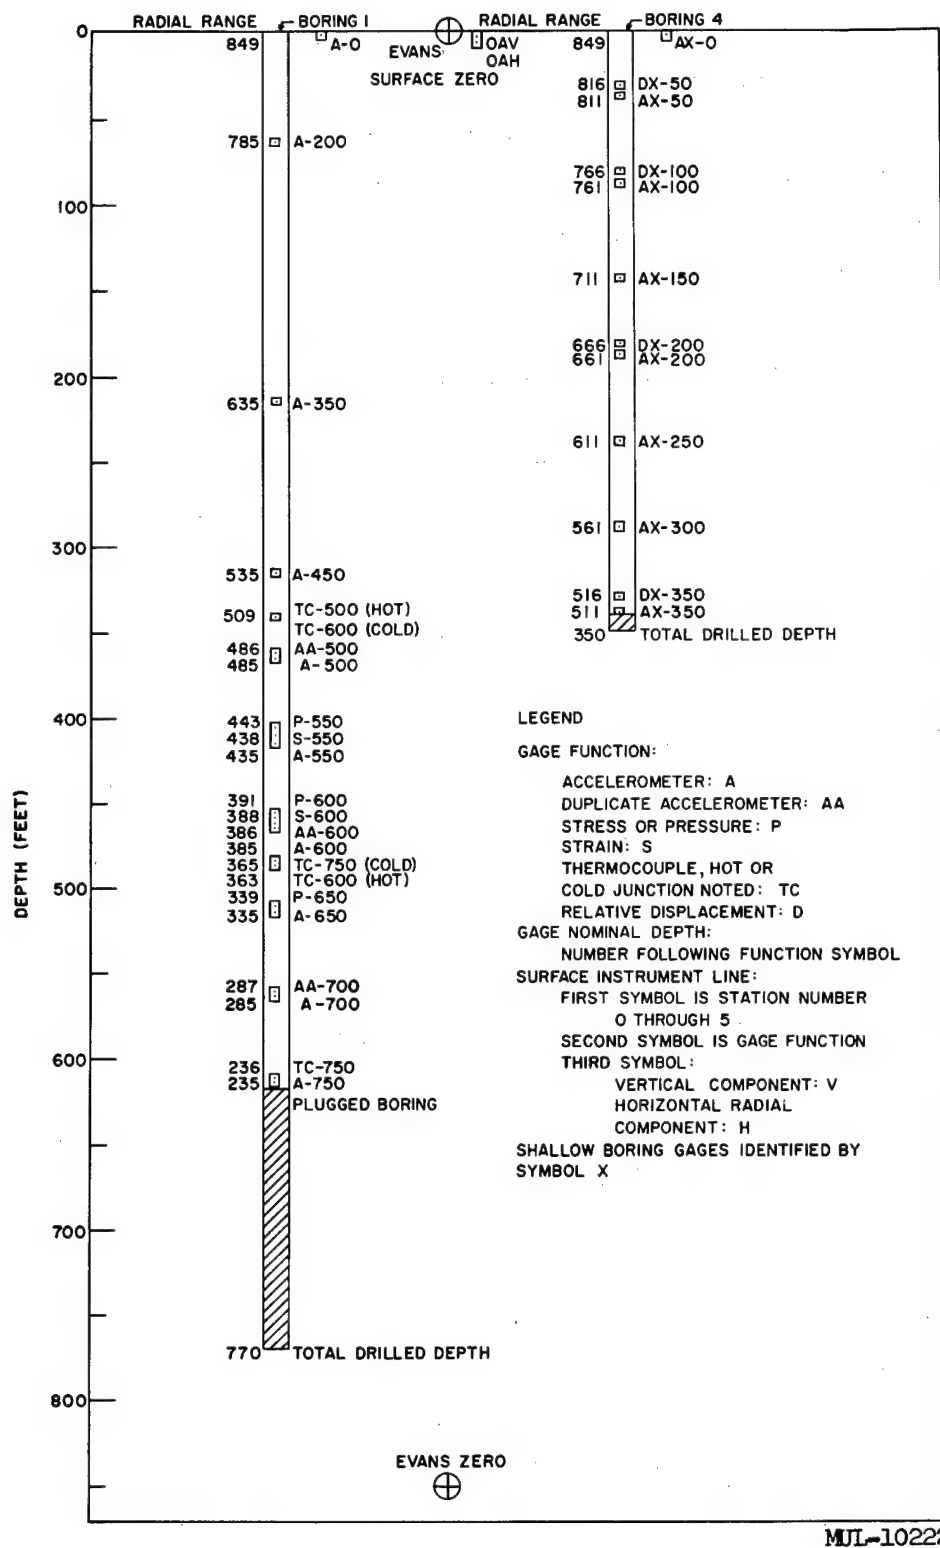 RADIAL RANGE
BORING 1
849
A-0
EVANS
SURFACE ZERO
OAV
OAH
RADIAL RANGE
BORING 4
849
AX-0
816 DX-50
811 AX-50
785 A-200
766 DX-100
761 AX-100
711 AX-150
666 DX-200
661 AX-200
635 A-350
611 AX-250
561 AX-300
535 A-450
516 DX-350
511 AX-350
350 TOTAL DRILLED DEPTH
509 TC-500 (HOT)
TC-600 (COLD)
486 AA-500
485 A-500
443 P-550
438 S-550
435 A-550
391 P-600
388 S-600
386 AA-600
385 A-600
365 TC-750 (COLD)
363 TC-600 (HOT)
339 P-650
335 A-650
287 AA-700
285 A-700
236 TC-750
235 A-750
PLUGGED BORING
770 TOTAL DRILLED DEPTH
EVANS ZERO
DEPTH (FEET)
0
100
200
300
400
500
600
700
800
LEGEND
GAGE FUNCTION:
ACCELEROMETER: A
DUPLICATE ACCELEROMETER: AA
STRESS OR PRESSURE: P
STRAIN: S
THERMOCOUPLE, HOT OR
COLD JUNCTION NOTED: TC
RELATIVE DISPLACEMENT: D
GAGE NOMINAL DEPTH:
NUMBER FOLLOWING FUNCTION SYMBOL
SURFACE INSTRUMENT LINE:
FIRST SYMBOL IS STATION NUMBER
0 THROUGH 5
SECOND SYMBOL IS GAGE FUNCTION
THIRD SYMBOL:
VERTICAL COMPONENT: V
HORIZONTAL RADIAL
COMPONENT: H
SHALLOW BORING GAGES IDENTIFIED BY
SYMBOL X
MUL-10222